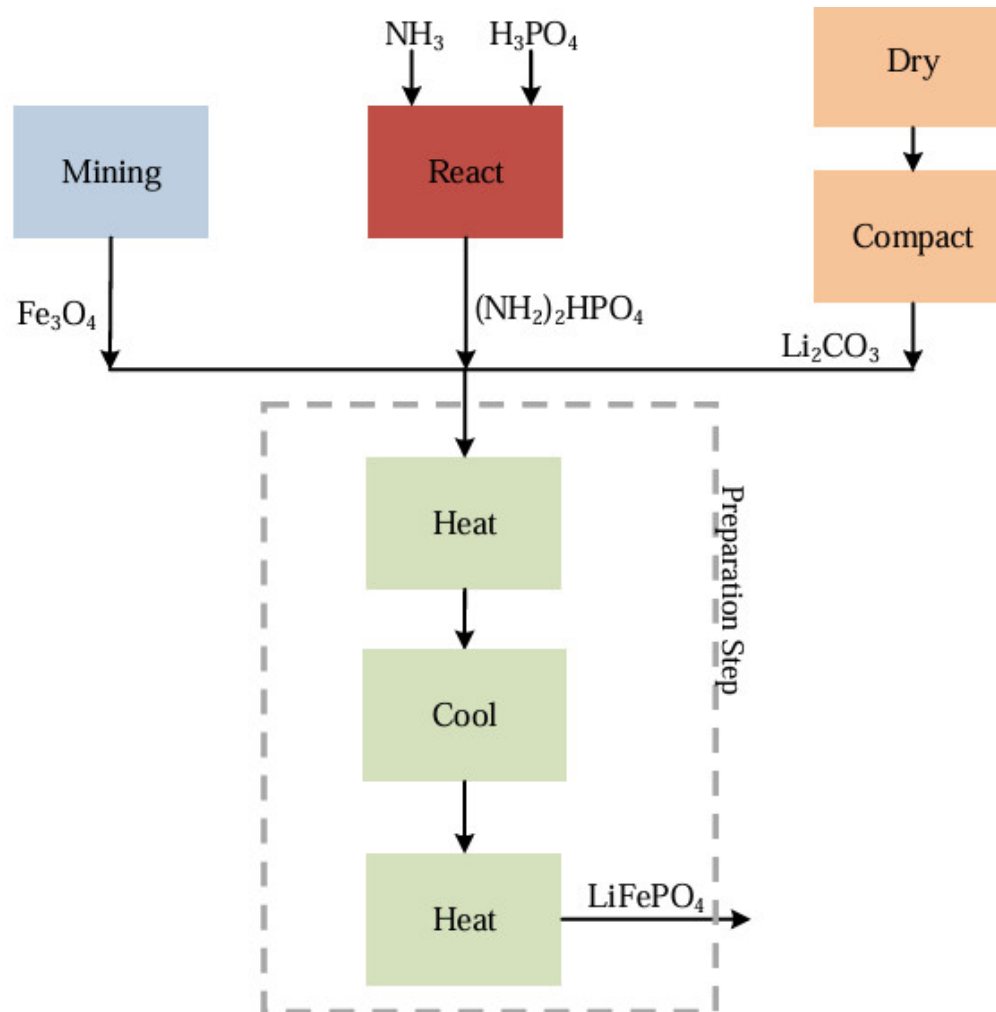 NH₃
H₃PO₄
Dry
Mining
React
Compact
Fe₃O₄
(NH₂)₂HPO₄
Li₂CO₃
Heat
Preparation Step
Cool
Heat
LiFePO₄